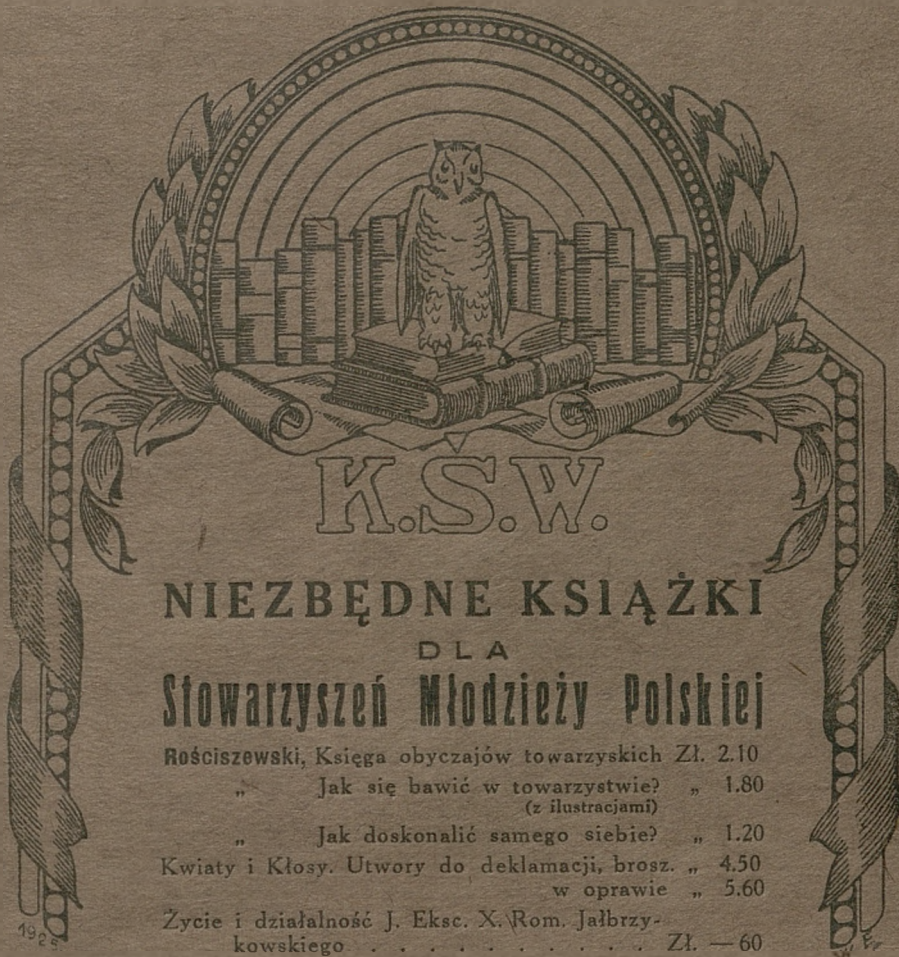 K.S.W.
NIEZBĘDNE KSIĄŻKI
DLA
Stowarzyszeń Młodzieży Polskiej
Rościszewski, Księga obyczajów towarzyskich Zł. 2.10
„ Jak się bawić w towarzystwie? „ 1.80
(z ilustracjami)
„ Jak doskonalić samego siebie? „ 1.20
Kwiaty i Kłosy. Utwory do deklamacji, brosz. „ 4.50
w oprawie „ 5.60
Życie i działalność J. Eksc. X. Rom. Jałbrzy-
kowskiego . . . . . . . . . . Zł. — 60